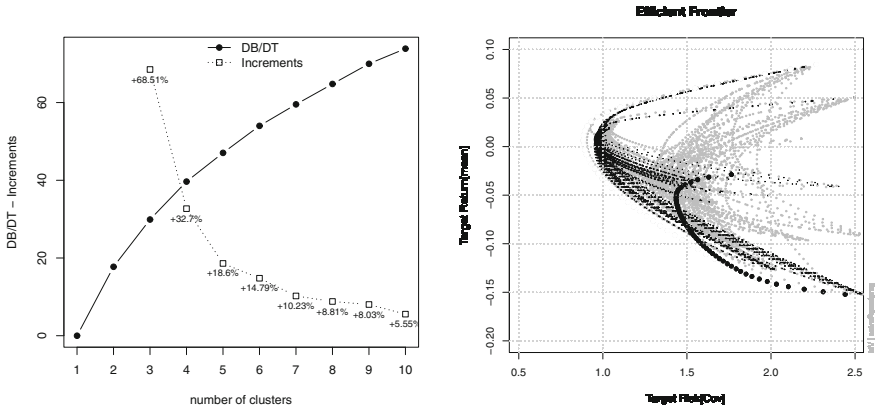 DB/DT
Increments
DB/DT − Increments
60
40
20
0
+68.51%
+32.7%
+18.6%
+14.79%
+10.23%
+8.81%
+8.03%
+5.55%
1 2 3 4 5 6 7 8 9 10
number of clusters
Efficient Frontier
Target Return[mean]
0.10
0.05
0.00
−0.05
−0.10
−0.15
−0.20
0.5 1.0 1.5 2.0 2.5
Target Risk[Cov]